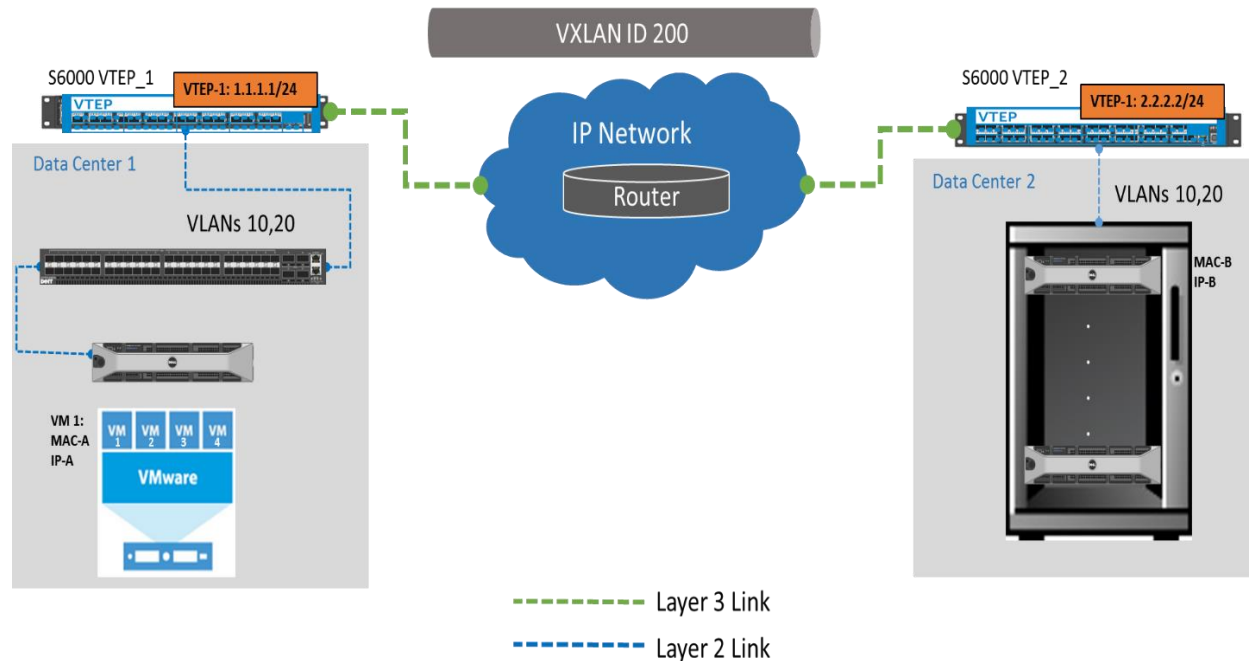 VXLAN ID 200
S6000 VTEP_1
VTEP-1: 1.1.1.1/24
VTEP
S6000 VTEP_2
VTEP-1: 2.2.2.2/24
VTEP
IP Network
Router
Data Center 1
VLANs 10,20
Data Center 2
VLANs 10,20
MAC-B
IP-B
VM 1:
MAC-A
IP-A
VM 1
VM 2
VM 3
VM 4
VMware
Layer 3 Link
Layer 2 Link